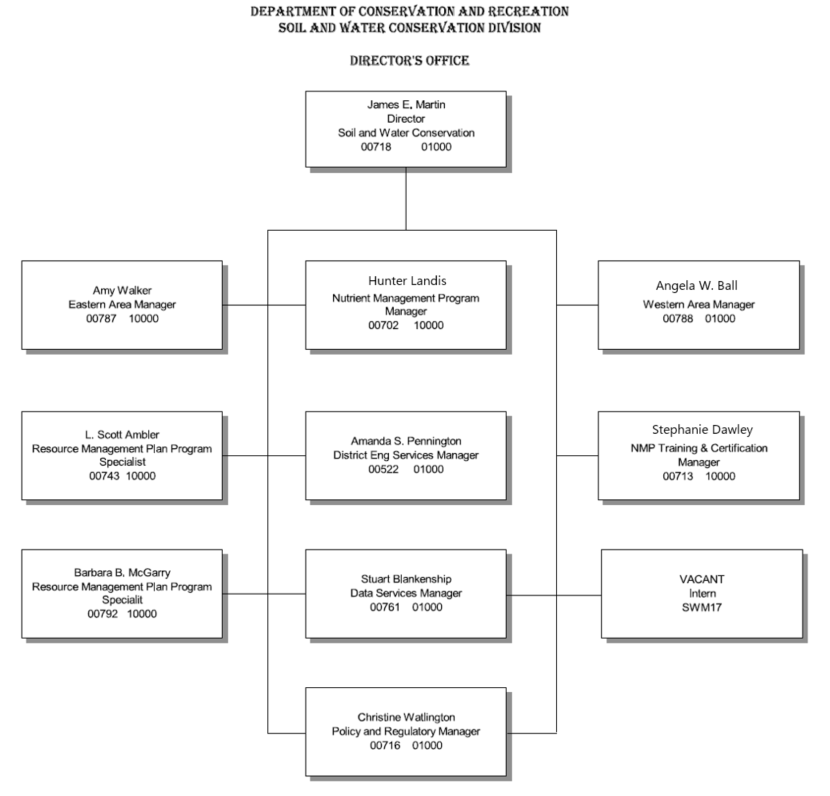 DEPARTMENT OF CONSERVATION AND RECREATION
SOIL AND WATER CONSERVATION DIVISION
DIRECTOR'S OFFICE
James E. Martin
Director
Soil and Water Conservation
00718 01000
Amy Walker
Eastern Area Manager
00787 10000
Hunter Landis
Nutrient Management Program
Manager
00702 10000
Angela W. Ball
Western Area Manager
00788 01000
L. Scott Ambler
Resource Management Plan Program
Specialist
00743 10000
Amanda S. Pennington
District Eng Services Manager
00522 01000
Stephanie Dawley
NMP Training & Certification
Manager
00713 10000
Barbara B. McGarry
Resource Management Plan Program
Specialit
00792 10000
Stuart Blankenship
Data Services Manager
00761 01000
VACANT
Intern
SWM17
Christine Watlington
Policy and Regulatory Manager
00716 01000